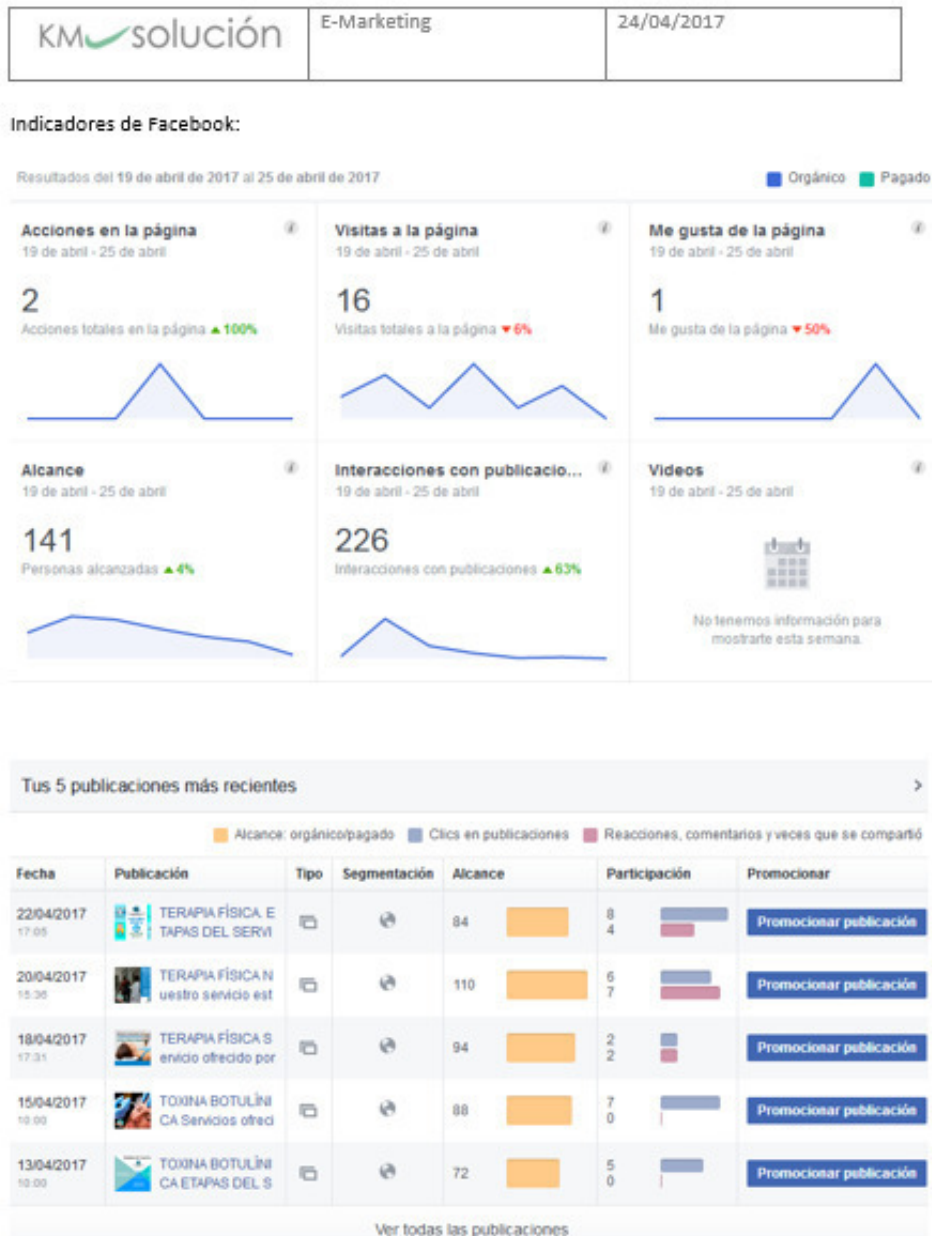 KM solución
E-Marketing
24/04/2017
Indicadores de Facebook:
Resultados del 19 de abril de 2017 al 25 de abril de 2017
Orgánico Pagado
Acciones en la página
19 de abril - 25 de abril
2
Acciones totales en la página ▲100%
Visitas a la página
19 de abril - 25 de abril
16
Visitas totales a la página ▼6%
Me gusta de la página
19 de abril - 25 de abril
1
Me gusta de la página ▼50%
Alcance
19 de abril - 25 de abril
141
Personas alcanzadas ▲4%
Interacciones con publicacio...
19 de abril - 25 de abril
226
Interacciones con publicaciones ▲63%
Videos
19 de abril - 25 de abril
No tenemos información para
mostrarte esta semana.
Tus 5 publicaciones más recientes
Alcance: orgánico/pagado Clics en publicaciones Reacciones, comentarios y veces que se compartió
Fecha Publicación Tipo Segmentación Alcance Participación Promocionar
22/04/2017
17:05
TERAPIA FÍSICA. E
TAPAS DEL SERVI
84
8
4
Promocionar publicación
20/04/2017
15:36
TERAPIA FÍSICA N
uestro servicio est
110
6
7
Promocionar publicación
18/04/2017
17:31
TERAPIA FÍSICA S
ervicio ofrecido por
94
2
2
Promocionar publicación
15/04/2017
10:00
TOXINA BOTULÍNI
CA Servicios ofreci
88
7
0
Promocionar publicación
13/04/2017
10:00
TOXINA BOTULÍNI
CA ETAPAS DEL S
72
5
0
Promocionar publicación
Ver todas las publicaciones